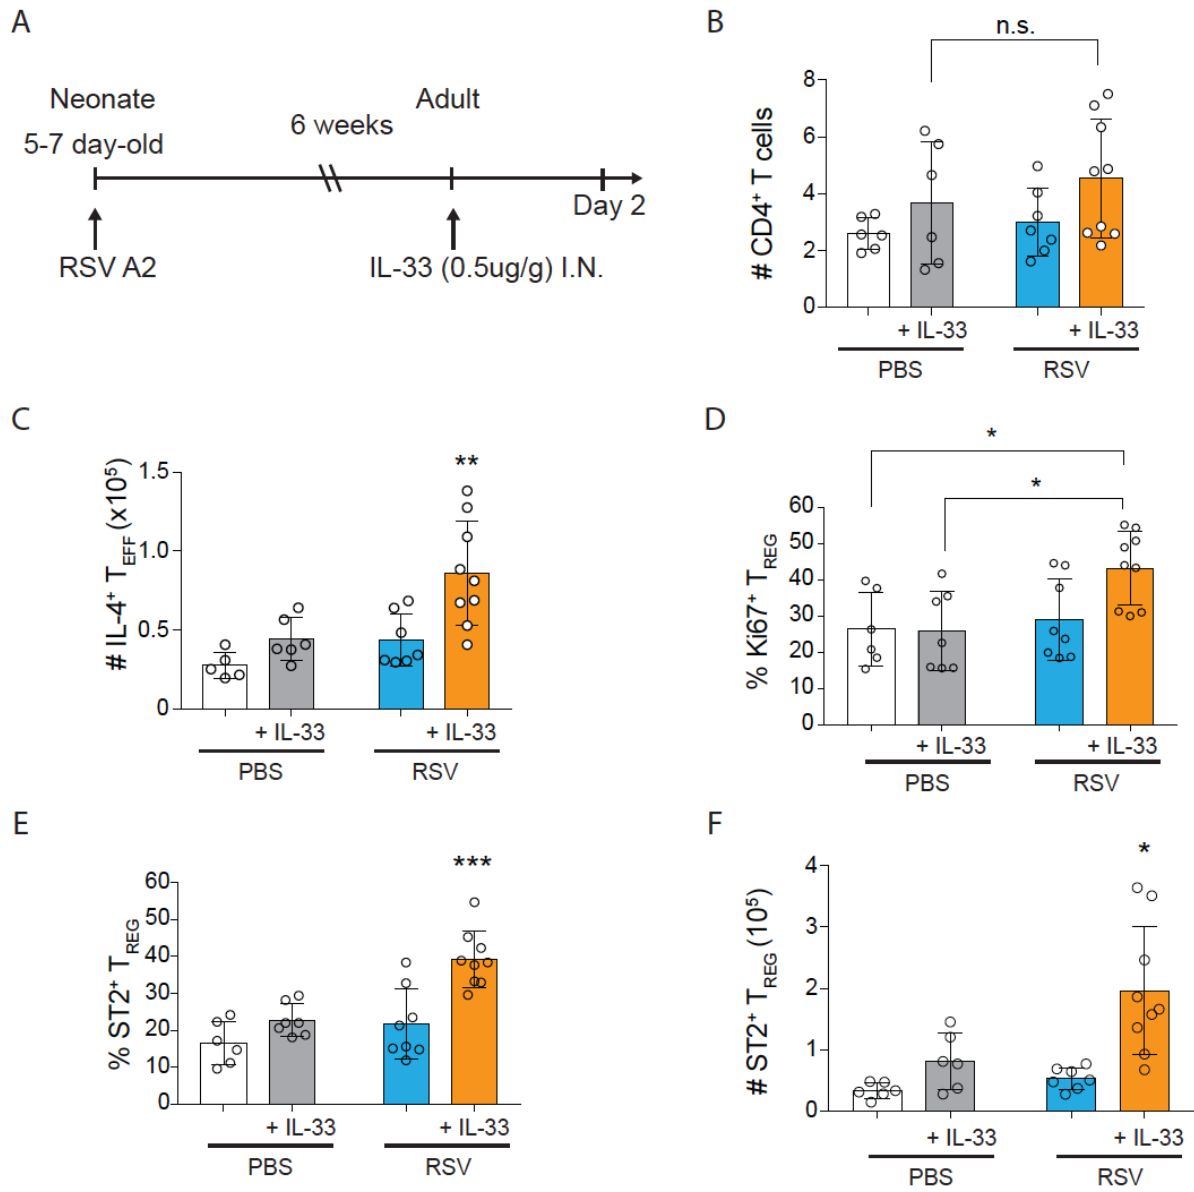 A
Neonate
5-7 day-old
6 weeks
Adult
Day 2
RSV A2
IL-33 (0.5ug/g) I.N.
B
n.s.
# CD4⁺ T cells
8
6
4
2
0
+ IL-33
+ IL-33
PBS
RSV
C
# IL-4⁺ T_EFF (x10⁵)
**
1.5
1.0
0.5
0
+ IL-33
+ IL-33
PBS
RSV
D
*
*
% Ki67⁺ T_REG
60
50
40
30
20
10
0
+ IL-33
+ IL-33
PBS
RSV
E
% ST2⁺ T_REG
***
60
50
40
30
20
10
0
+ IL-33
+ IL-33
PBS
RSV
F
# ST2⁺ T_REG (10⁵)
*
4
3
2
1
0
+ IL-33
+ IL-33
PBS
RSV